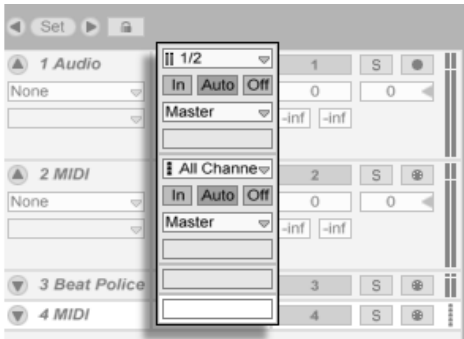 Set
1 Audio 1/2 1 S
None In Auto Off 0 0
Master -inf -inf
2 MIDI All Channe 2 S
None In Auto Off 0 0
Master -inf -inf
3 Beat Police 3 S
4 MIDI 4 S